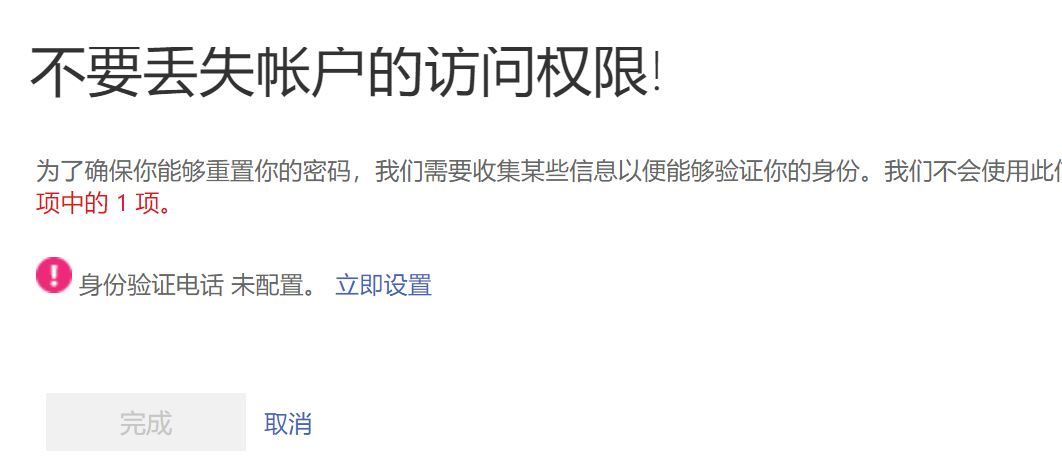 不要丢失帐户的访问权限!
为了确保你能够重置你的密码，我们需要收集某些信息以便能够验证你的身份。我们不会使用此
项中的 1 项。
身份验证电话 未配置。 立即设置
完成 取消